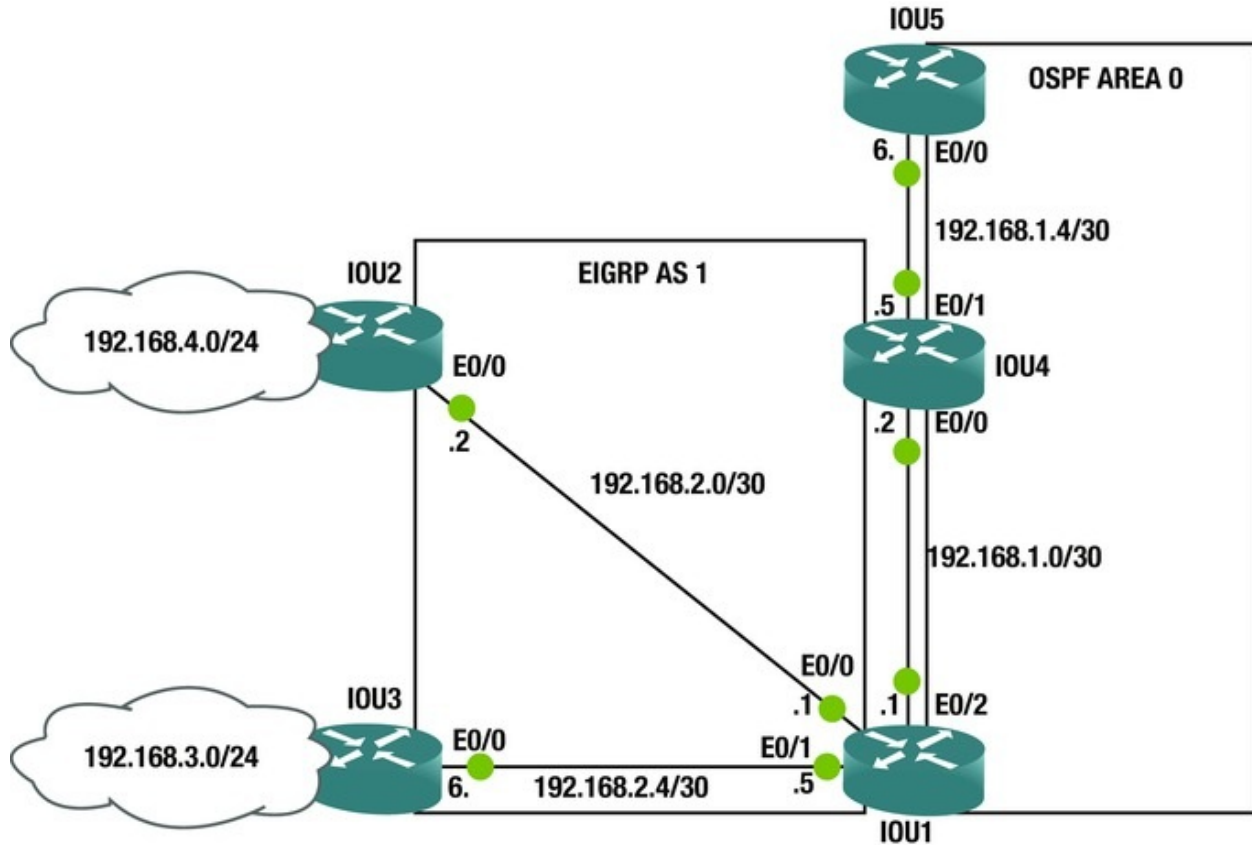 IOU5
OSPF AREA 0
6.
E0/0
192.168.1.4/30
IOU2
EIGRP AS 1
.5
E0/1
192.168.4.0/24
E0/0
IOU4
.2
.2
E0/0
192.168.2.0/30
192.168.1.0/30
E0/0
IOU3
.1
.1
E0/2
E0/0
E0/1
192.168.3.0/24
6.
192.168.2.4/30
.5
IOU1